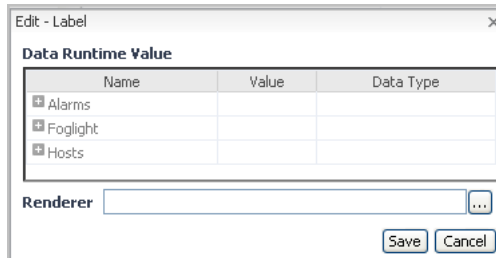 Edit - Label
Data Runtime Value
Name Value Data Type
Alarms
Foglight
Hosts
Renderer ...
Save Cancel